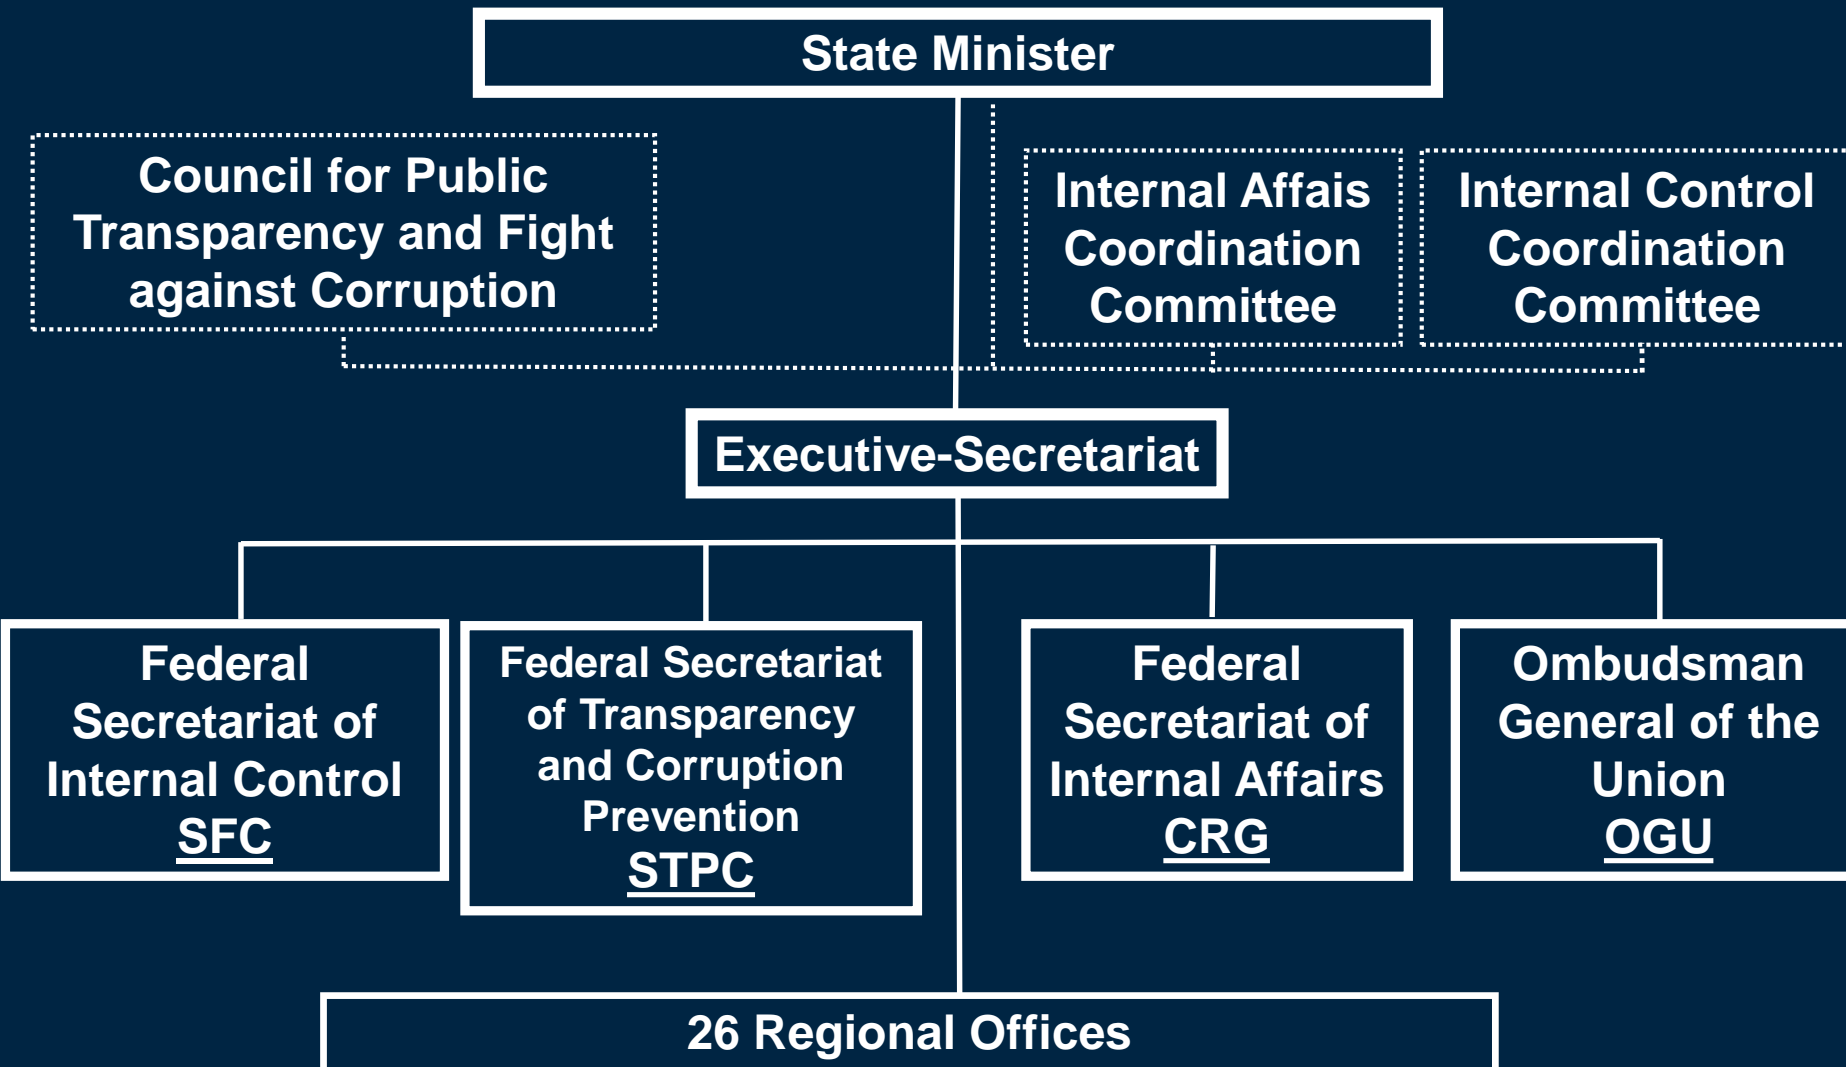 State Minister
Council for Public
Transparency and Fight
against Corruption
Internal Affais
Coordination
Committee
Internal Control
Coordination
Committee
Executive-Secretariat
Federal
Secretariat of
Internal Control
SFC
Federal Secretariat
of Transparency
and Corruption
Prevention
STPC
Federal
Secretariat of
Internal Affairs
CRG
Ombudsman
General of the
Union
OGU
26 Regional Offices